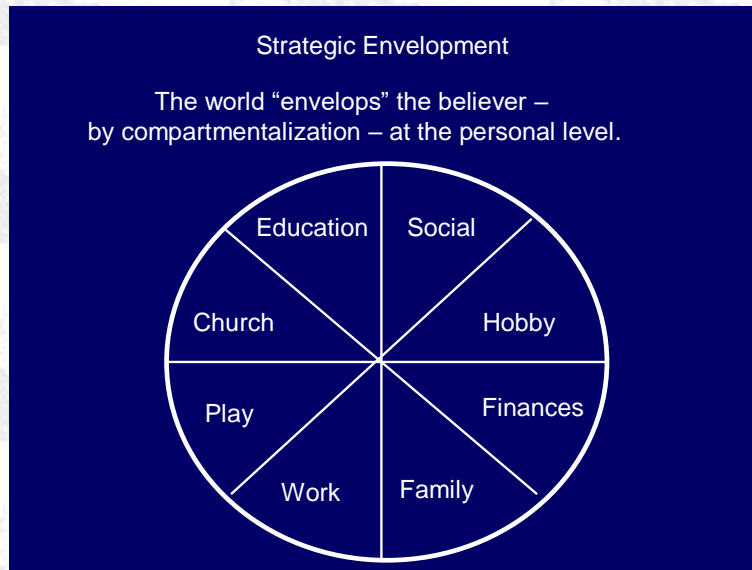 Strategic Envelopment
The world “envelops” the believer –
by compartmentalization – at the personal level.
Education
Social
Church
Hobby
Play
Finances
Work
Family